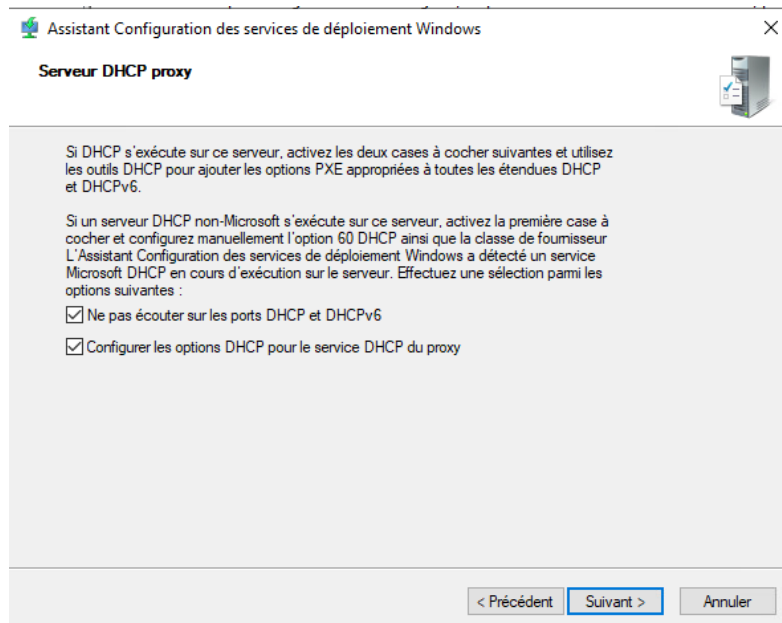 Assistant Configuration des services de déploiement Windows
Serveur DHCP proxy
Si DHCP s'exécute sur ce serveur, activez les deux cases à cocher suivantes et utilisez
les outils DHCP pour ajouter les options PXE appropriées à toutes les étendues DHCP
et DHCPv6.
Si un serveur DHCP non-Microsoft s'exécute sur ce serveur, activez la première case à
cocher et configurez manuellement l'option 60 DHCP ainsi que la classe de fournisseur
L'Assistant Configuration des services de déploiement Windows a détecté un service
Microsoft DHCP en cours d'exécution sur le serveur. Effectuez une sélection parmi les
options suivantes :
Ne pas écouter sur les ports DHCP et DHCPv6
Configurer les options DHCP pour le service DHCP du proxy
< Précédent Suivant > Annuler